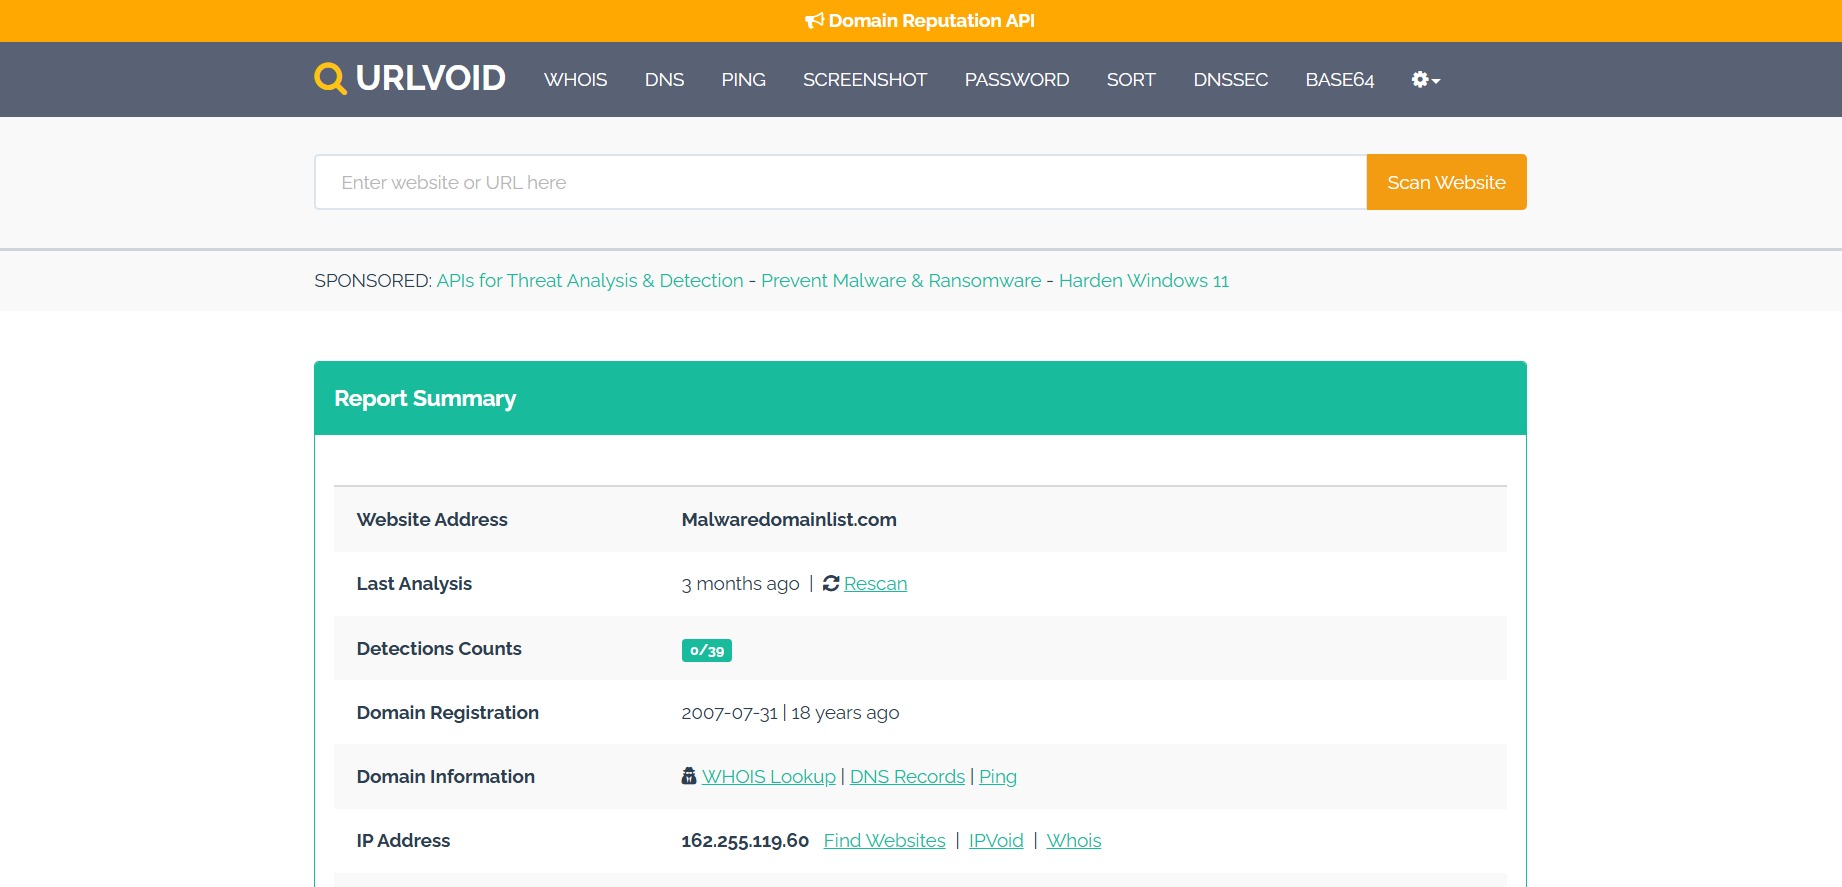 Domain Reputation API
URLVOID WHOIS DNS PING SCREENSHOT PASSWORD SORT DNSSEC BASE64
Enter website or URL here Scan Website
SPONSORED: APIs for Threat Analysis & Detection - Prevent Malware & Ransomware - Harden Windows 11
Report Summary
Website Address Malwaredomainlist.com
Last Analysis 3 months ago | Rescan
Detections Counts 0/39
Domain Registration 2007-07-31 | 18 years ago
Domain Information WHOIS Lookup | DNS Records | Ping
IP Address 162.255.119.60 Find Websites | IPVoid | Whois